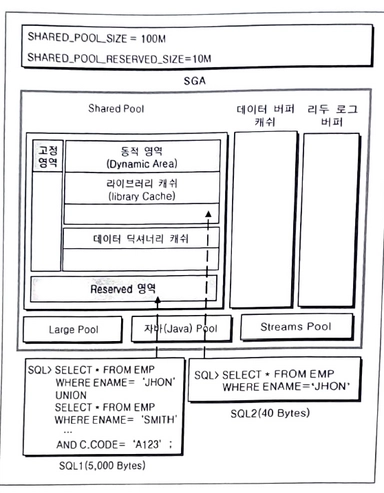 SHARED_POOL_SIZE = 100M
SHARED_POOL_RESERVED_SIZE=10M
SGA
Shared Pool
데이터 버퍼
캐쉬
리두 로그
버퍼
고정
영역
동적 영역
(Dynamic Area)
라이브러리 캐쉬
(library Cache)
데이터 딕셔너리 캐쉬
Reserved 영역
Large Pool
자바(Java) Pool
Streams Pool
SQL> SELECT * FROM EMP
WHERE ENAME= 'JHON'
UNION
SELECT * FROM EMP
WHERE ENAME= 'SMITH'
...
AND C.CODE= 'A123' ;
SQL1(5,000 Bytes)
SQL> SELECT * FROM EMP
WHERE ENAME='JHON'
SQL2(40 Bytes)